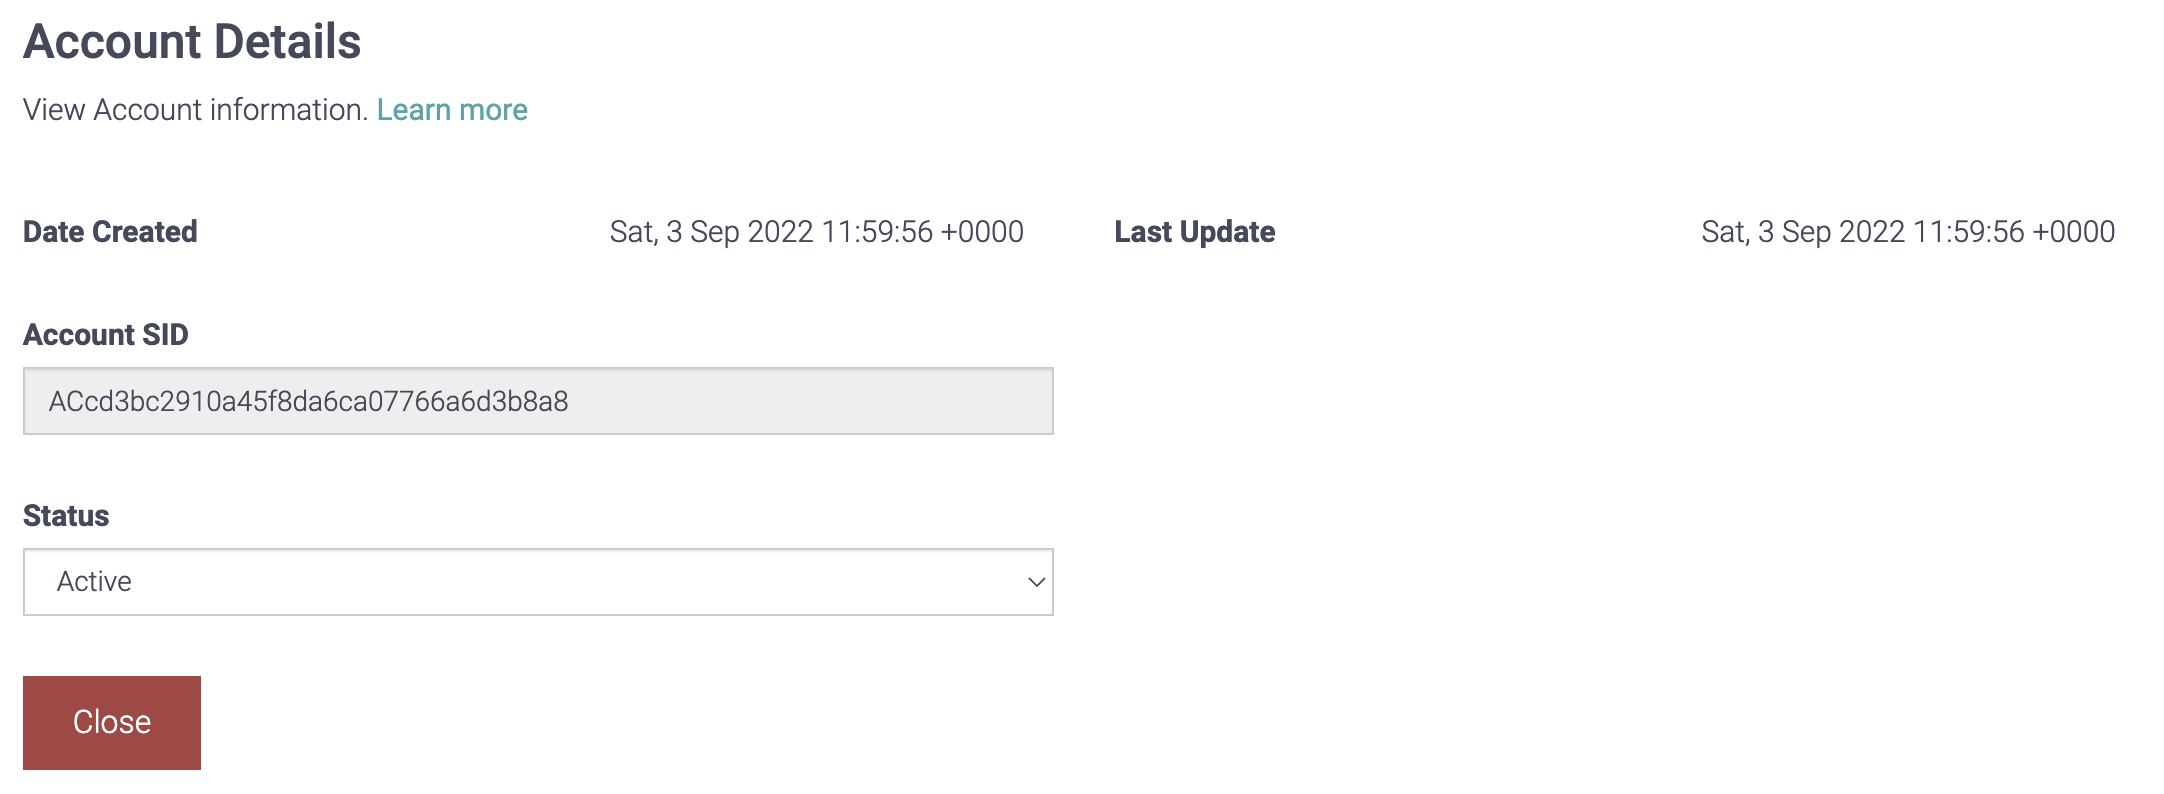 Account Details
View Account information. Learn more
Date Created Sat, 3 Sep 2022 11:59:56 +0000 Last Update Sat, 3 Sep 2022 11:59:56 +0000
Account SID
ACcd3bc2910a45f8da6ca07766a6d3b8a8
Status
Active
Close